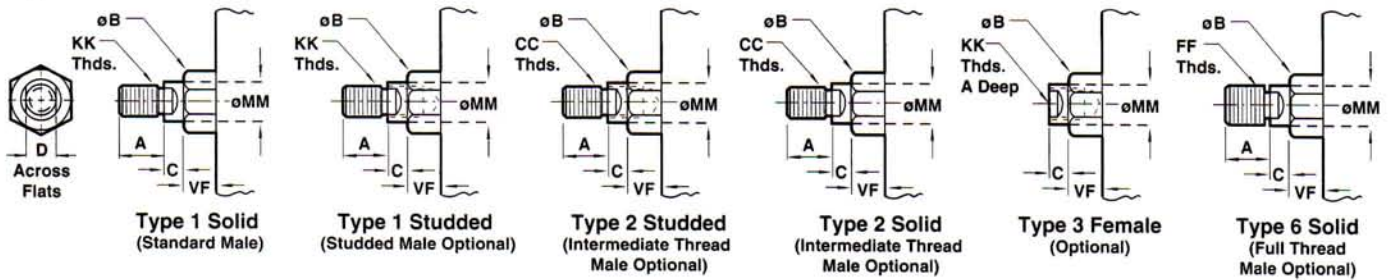 øB
KK
Thds.
øMM
A
C
VF
D
Across
Flats
Type 1 Solid
(Standard Male)
øB
KK
Thds.
øMM
A
C
VF
Type 1 Studded
(Studded Male Optional)
øB
CC
Thds.
øMM
A
C
VF
Type 2 Studded
(Intermediate Thread
Male Optional)
øB
CC
Thds.
øMM
A
C
VF
Type 2 Solid
(Intermediate Thread
Male Optional)
øB
KK
Thds.
A Deep
øMM
C
VF
Type 3 Female
(Optional)
øB
FF
Thds.
øMM
A
C
VF
Type 6 Solid
(Full Thread
Male Optional)